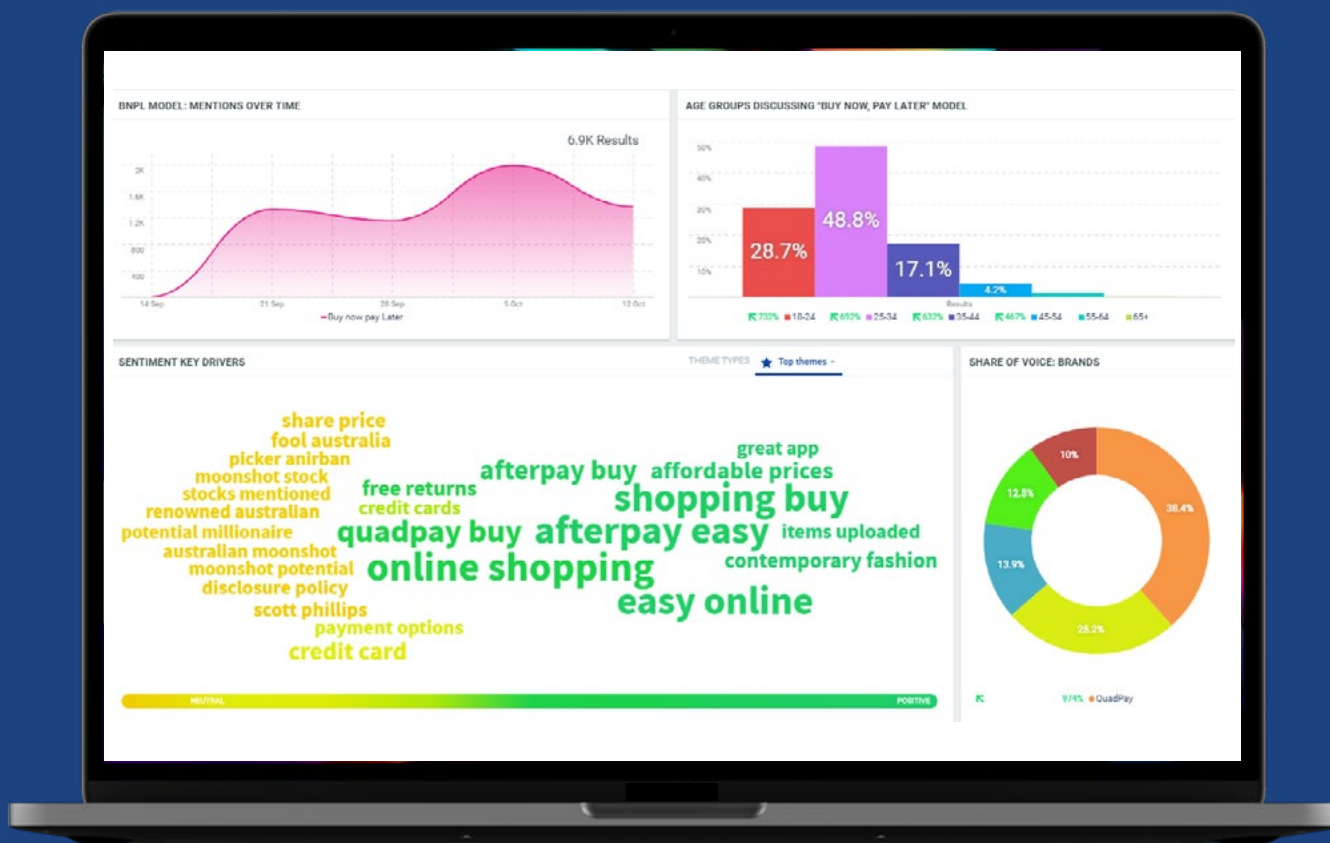 BNPL MODEL: MENTIONS OVER TIME
6.9K Results
2K
1.6K
1.2K
800
400
14 Sep
21 Sep
28 Sep
5 Oct
12 Oct
Buy now pay Later
AGE GROUPS DISCUSSING "BUY NOW, PAY LATER" MODEL
50%
40%
30%
20%
10%
28.7%
48.8%
17.1%
4.2%
Results
732% 18-24 692% 25-34 632% 35-44 467% 45-54 55-64 65+
SENTIMENT KEY DRIVERS
THEME TYPES Top themes
share price
fool australia
picker anirban
moonshot stock
stocks mentioned
renowned australian
potential millionaire
australian moonshot
moonshot potential
disclosure policy
scott phillips
payment options
credit card
free returns
credit cards
afterpay buy
quadpay buy
online shopping
great app
affordable prices
shopping buy
afterpay easy
items uploaded
contemporary fashion
easy online
NEUTRAL
POSITIVE
SHARE OF VOICE: BRANDS
10%
12.5%
38.4%
13.9%
25.2%
974% QuadPay